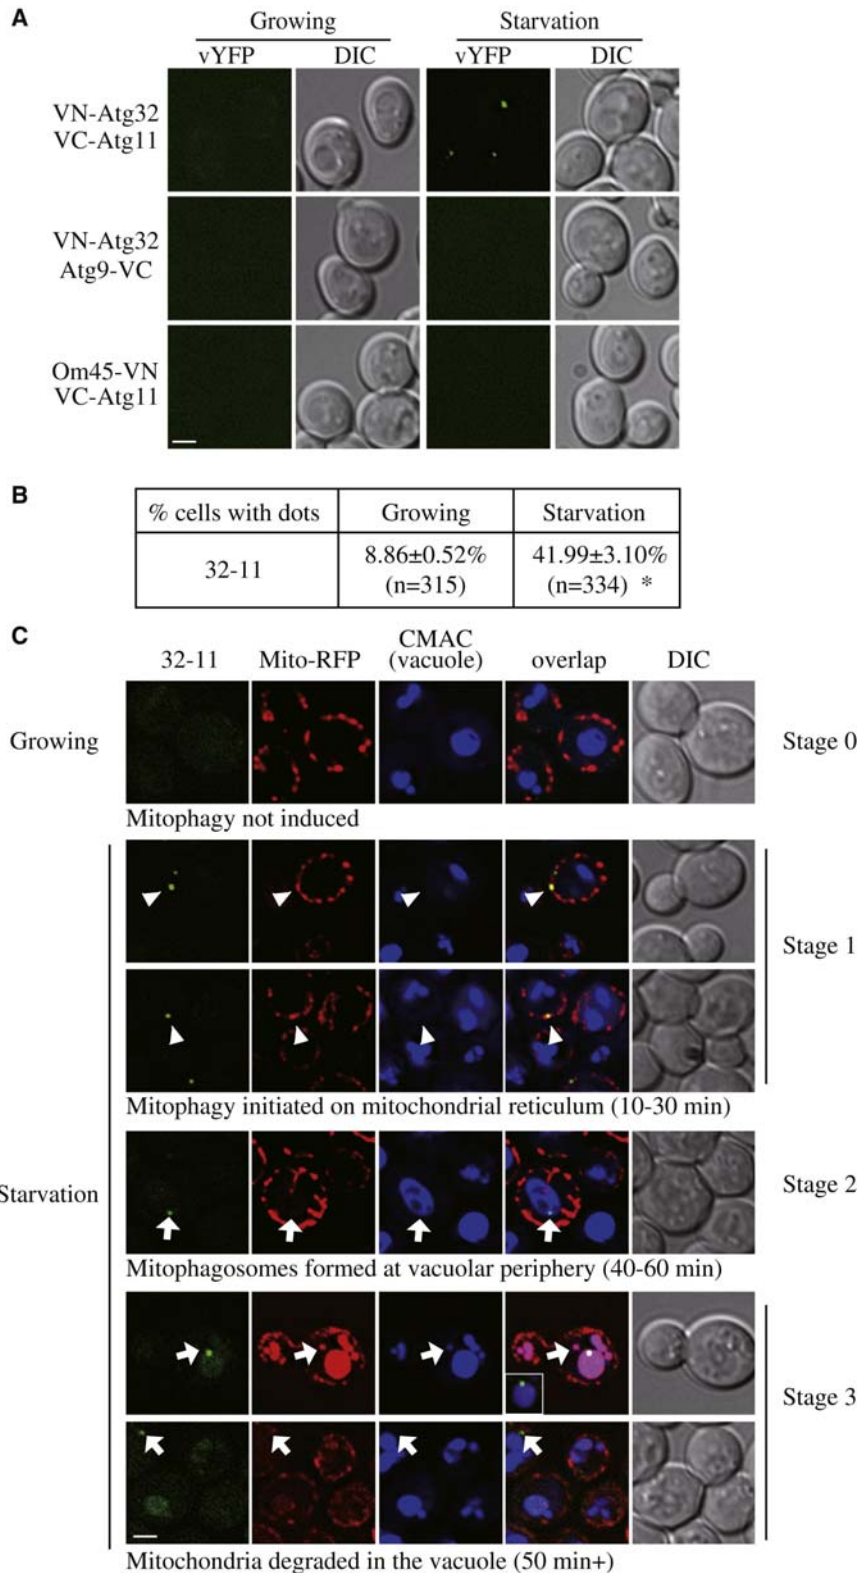 A
Growing Starvation
vYFP DIC vYFP DIC
VN-Atg32
VC-Atg11
VN-Atg32
Atg9-VC
Om45-VN
VC-Atg11
B
% cells with dots Growing Starvation
32-11 8.86±0.52% 41.99±3.10%
(n=315) (n=334) *
C
32-11 Mito-RFP CMAC (vacuole) overlap DIC
Growing Stage 0
Mitophagy not induced
Stage 1
Mitophagy initiated on mitochondrial reticulum (10-30 min)
Starvation Stage 2
Mitophagosomes formed at vacuolar periphery (40-60 min)
Stage 3
Mitochondria degraded in the vacuole (50 min+)